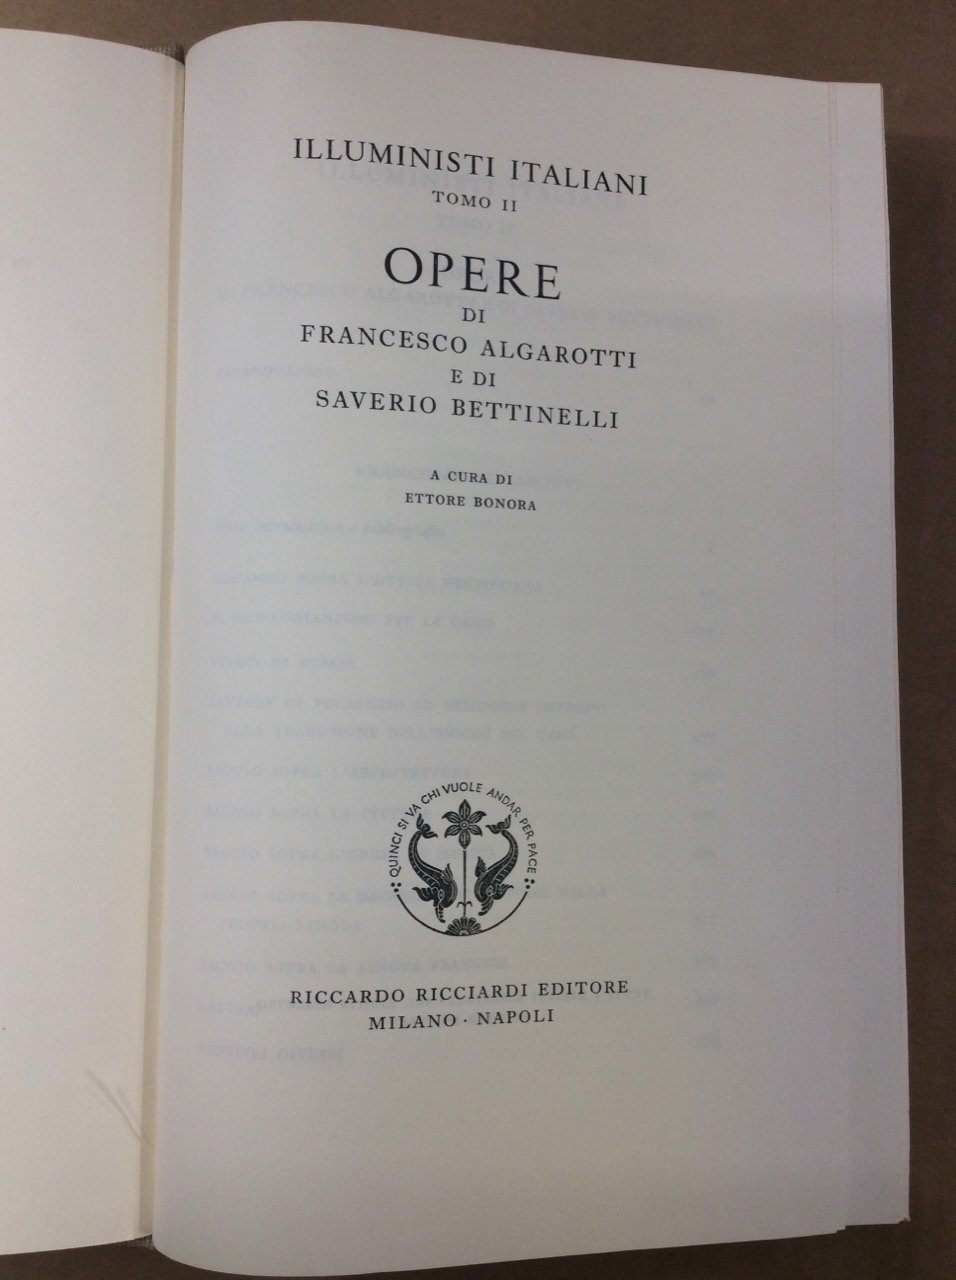 ILLUMINISTI ITALIANI
TOMO II
OPERE
DI
FRANCESCO ALGAROTTI
E DI
SAVERIO BETTINELLI
A CURA DI
ETTORE BONORA
QUINCI SI VA CHI VUOLE ANDAR PER PACE
RICCARDO RICCIARDI EDITORE
MILANO · NAPOLI